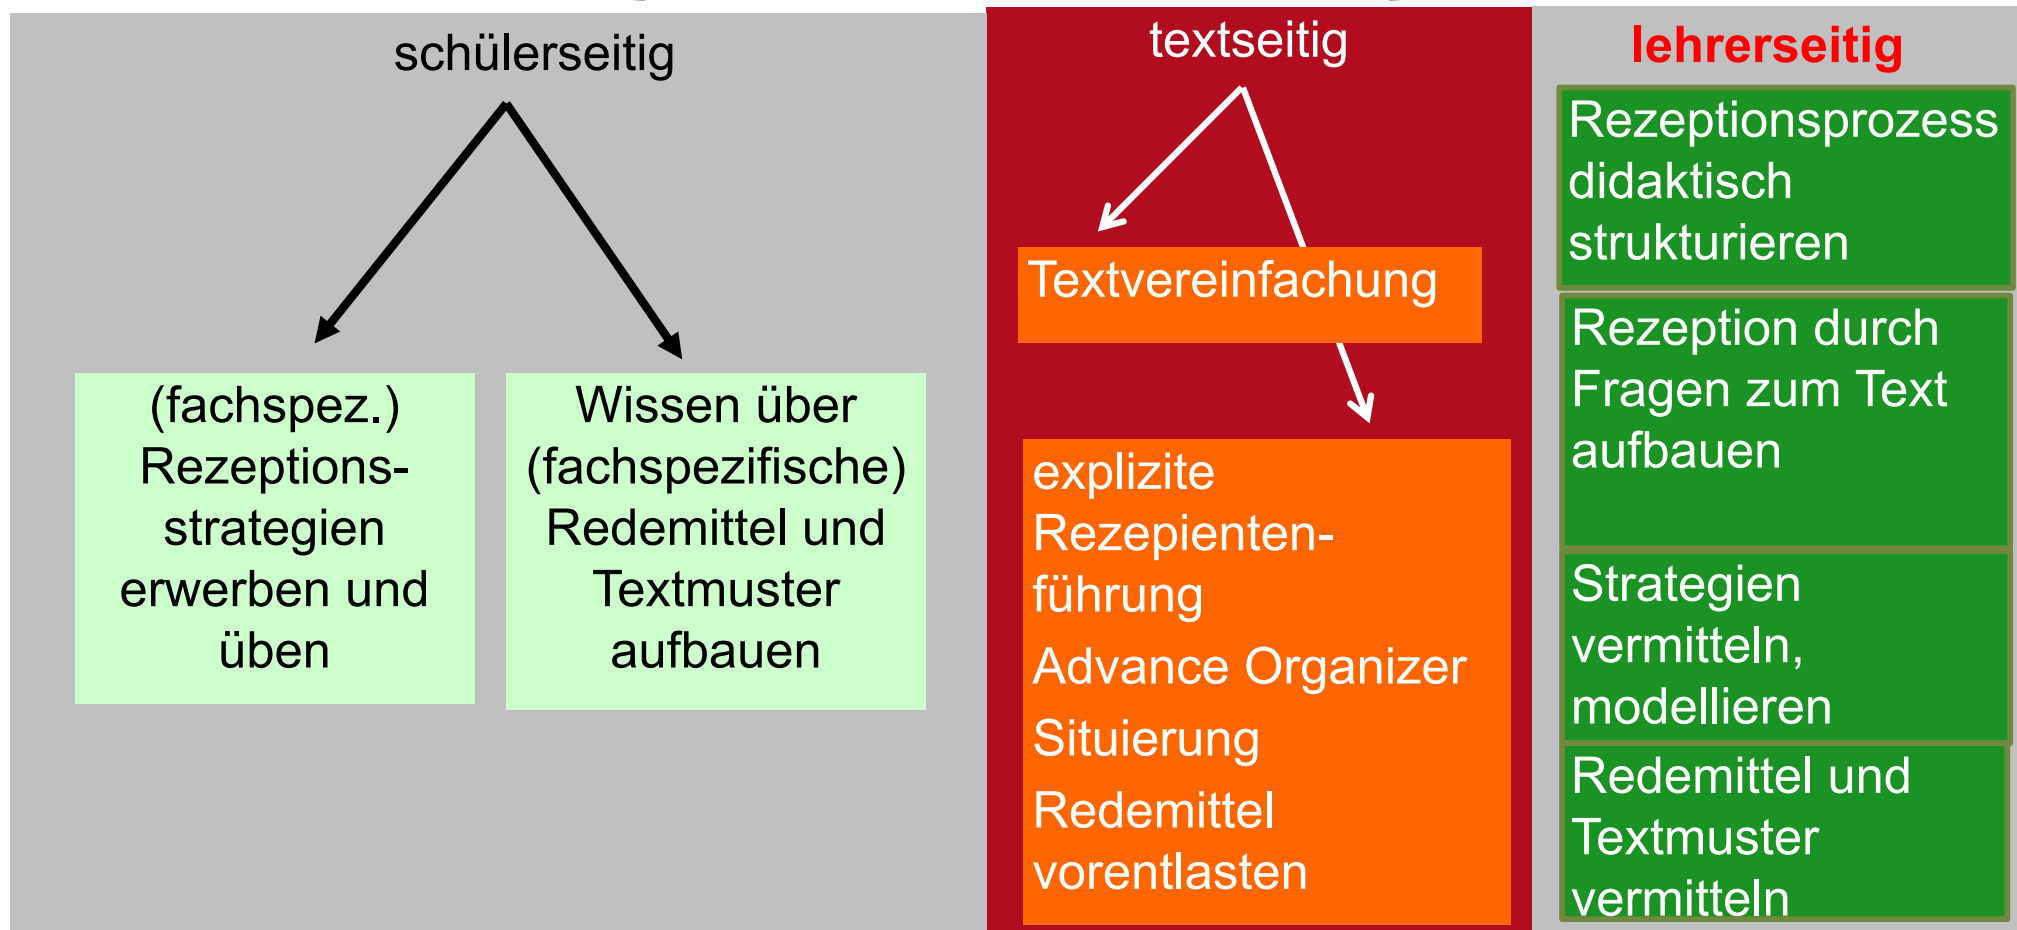 schülerseitig
(fachspez.)
Rezeptions-
strategien
erwerben und
üben
Wissen über
(fachspezifische)
Redemittel und
Textmuster
aufbauen
textseitig
Textvereinfachung
explizite
Rezepienten-
führung
Advance Organizer
Situierung
Redemittel
vorentlasten
lehrerseitig
Rezeptionsprozess
didaktisch
strukturieren
Rezeption durch
Fragen zum Text
aufbauen
Strategien
vermitteln,
modellieren
Redemittel und
Textmuster
vermitteln